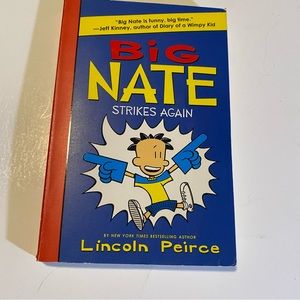 "Big Nate is funny, big time."
—Jeff Kinney, author of Diary of a Wimpy Kid
BiG
NATE
STRIKES AGAIN
BY NEW YORK TIMES BESTSELLING AUTHOR
Lincoln Peirce